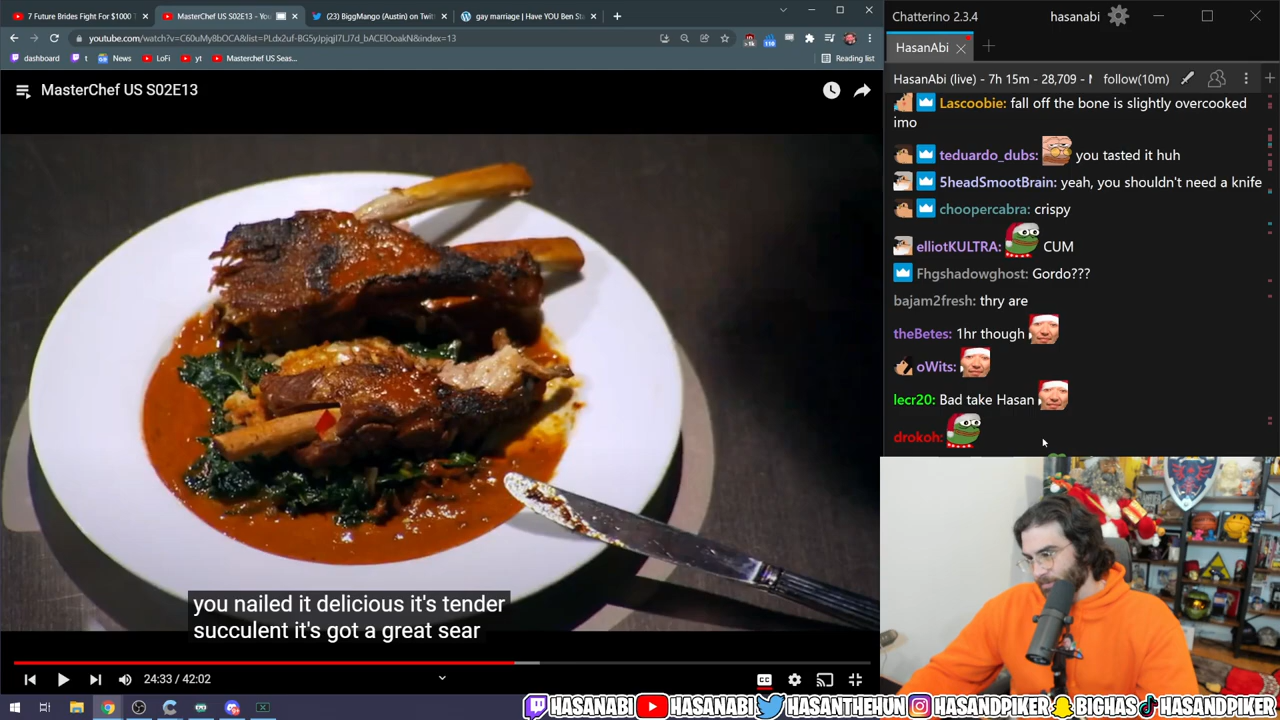 7 Future Brides Fight For $1000
MasterChef US S02E13 - You
(23) BiggMango (Austin) on Twitt
gay marriage | Have YOU Ben Sta
youtube.com/watch?v=C60uMy8bOCA&list=PLdx2uf-BG5yJpjqjl7LJ7d_bACElOoakN&index=13
dashboard
t
News
LoFi
yt
Masterchef US Seas...
Reading list
MasterChef US S02E13
you nailed it delicious it's tender
succulent it's got a great sear
24:33 / 42:02
Chatterino 2.3.4
hasanabi
HasanAbi
HasanAbi (live) - 7h 15m - 28,709 -
follow(10m)
Lascoobie: fall off the bone is slightly overcooked
imo
teduardo_dubs: you tasted it huh
5headSmootBrain: yeah, you shouldn't need a knife
choopercabra: crispy
elliotKULTRA: CUM
Fhgshadowghost: Gordo???
bajam2fresh: thry are
theBetes: 1hr though
oWits:
lecr20: Bad take Hasan
drokoh:
HASANABI HASANABI HASANTHEHUN HASANDPIKER BIGHAS HASANDPIKER